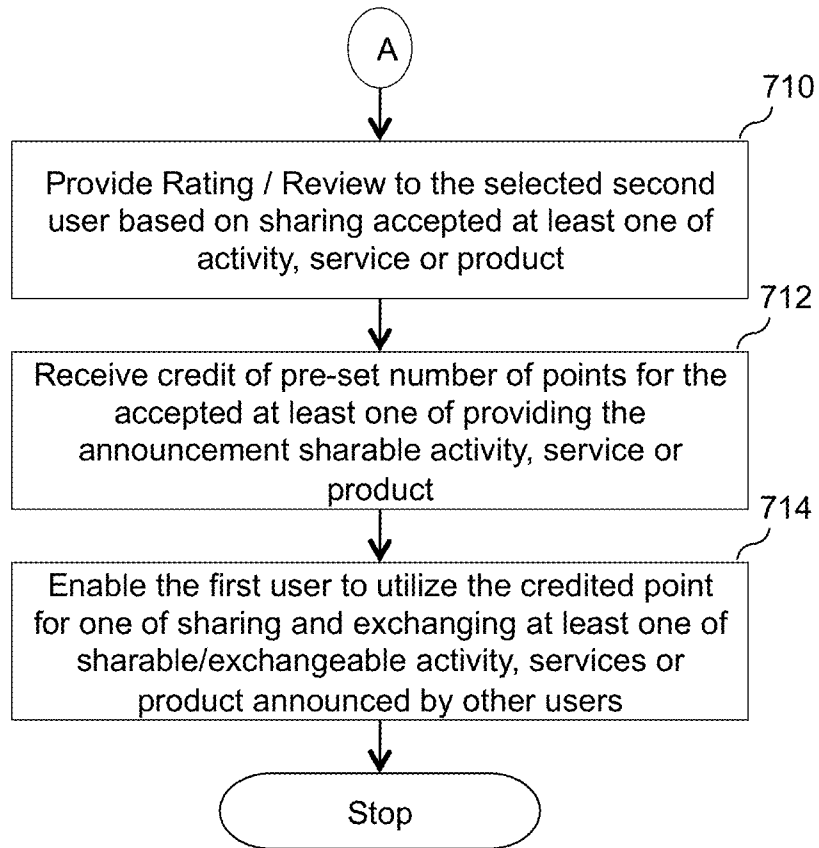 A
710
Provide Rating / Review to the selected second
user based on sharing accepted at least one of
activity, service or product
712
Receive credit of pre-set number of points for the
accepted at least one of providing the
announcement sharable activity, service or
product
714
Enable the first user to utilize the credited point
for one of sharing and exchanging at least one of
sharable/exchangeable activity, services or
product announced by other users
Stop